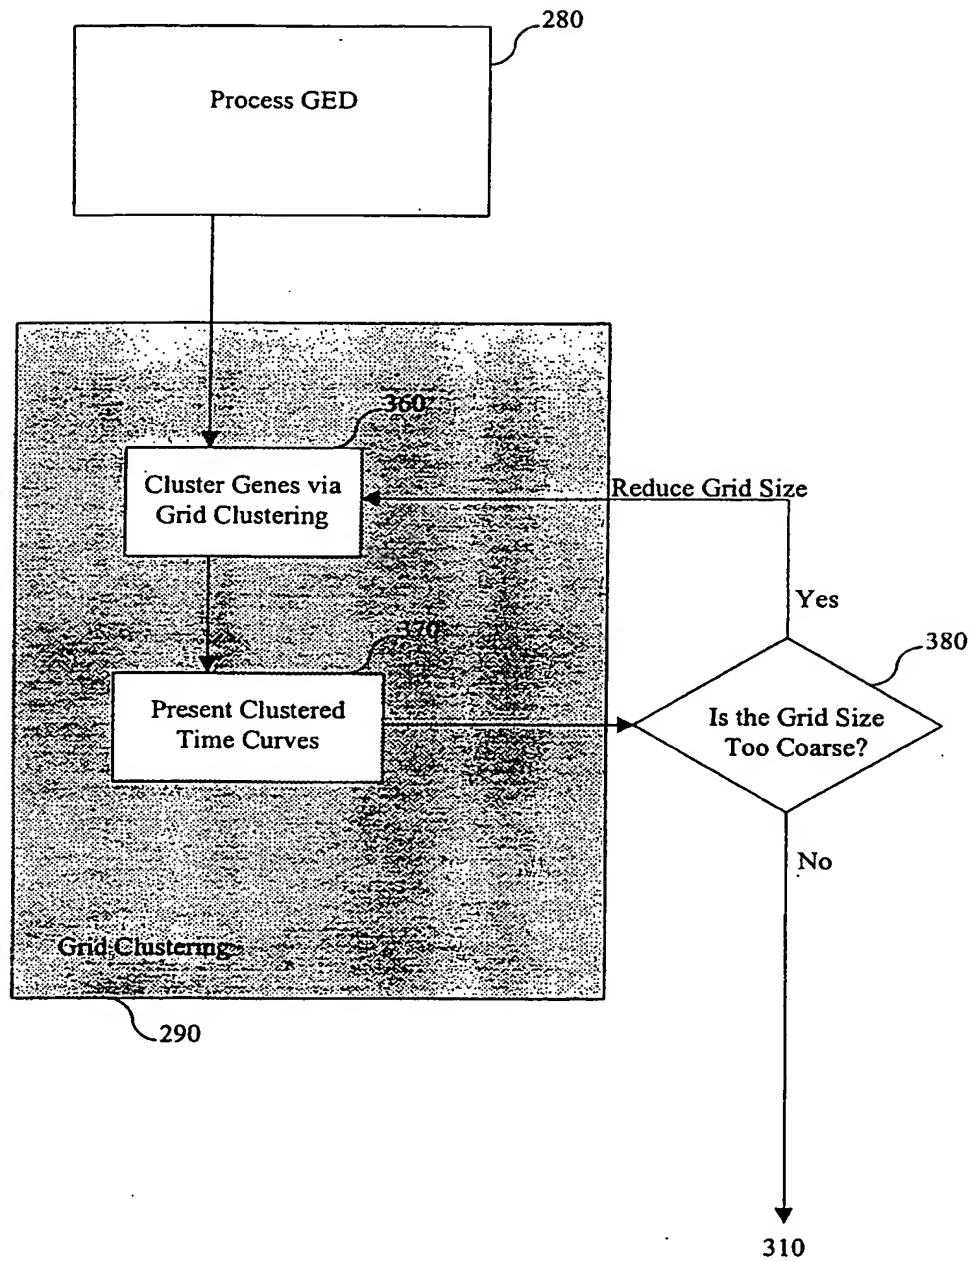 280
Process GED
360
Cluster Genes via
Grid Clustering
Reduce Grid Size
Yes
370
380
Present Clustered
Time Curves
Is the Grid Size
Too Coarse?
No
Grid Clustering
290
310